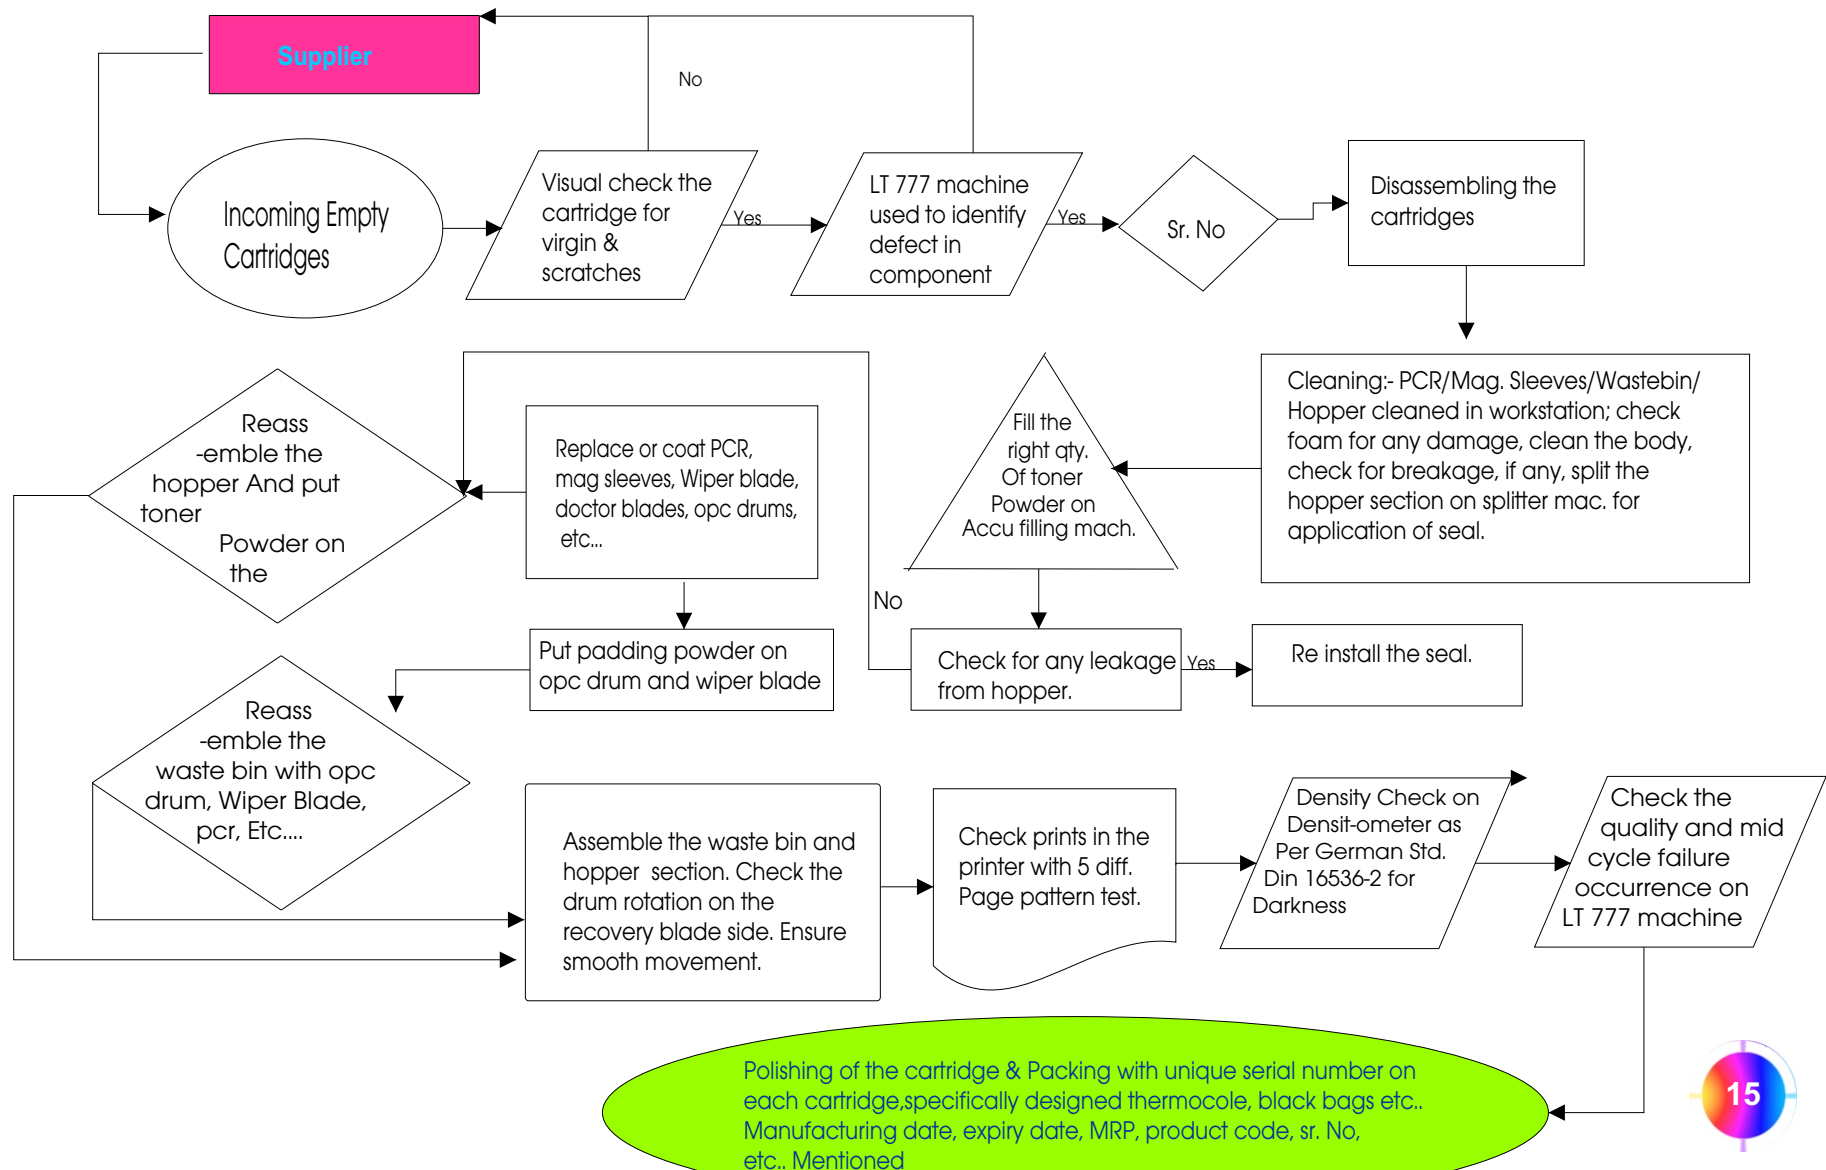 Supplier
No
Incoming Empty
Cartridges
Visual check the
cartridge for
virgin &
scratches
Yes
LT 777 machine
used to identify
defect in
component
Yes
Sr. No
Disassembling the
cartridges
Cleaning:- PCR/Mag. Sleeves/Wastebin/
Hopper cleaned in workstation; check
foam for any damage, clean the body,
check for breakage, if any, split the
hopper section on splitter mac. for
application of seal.
Fill the
right qty.
Of toner
Powder on
Accu filling mach.
Replace or coat PCR,
mag sleeves, Wiper blade,
doctor blades, opc drums,
etc...
Reass
-emble the
hopper And put
toner
Powder on
the
No
Check for any leakage
from hopper.
Yes
Re install the seal.
Put padding powder on
opc drum and wiper blade
Reass
-emble the
waste bin with opc
drum, Wiper Blade,
pcr, Etc....
Assemble the waste bin and
hopper section. Check the
drum rotation on the
recovery blade side. Ensure
smooth movement.
Check prints in the
printer with 5 diff.
Page pattern test.
Density Check on
Densit-ometer as
Per German Std.
Din 16536-2 for
Darkness
Check the
quality and mid
cycle failure
occurrence on
LT 777 machine
Polishing of the cartridge & Packing with unique serial number on
each cartridge,specifically designed thermocole, black bags etc..
Manufacturing date, expiry date, MRP, product code, sr. No,
etc.. Mentioned
15